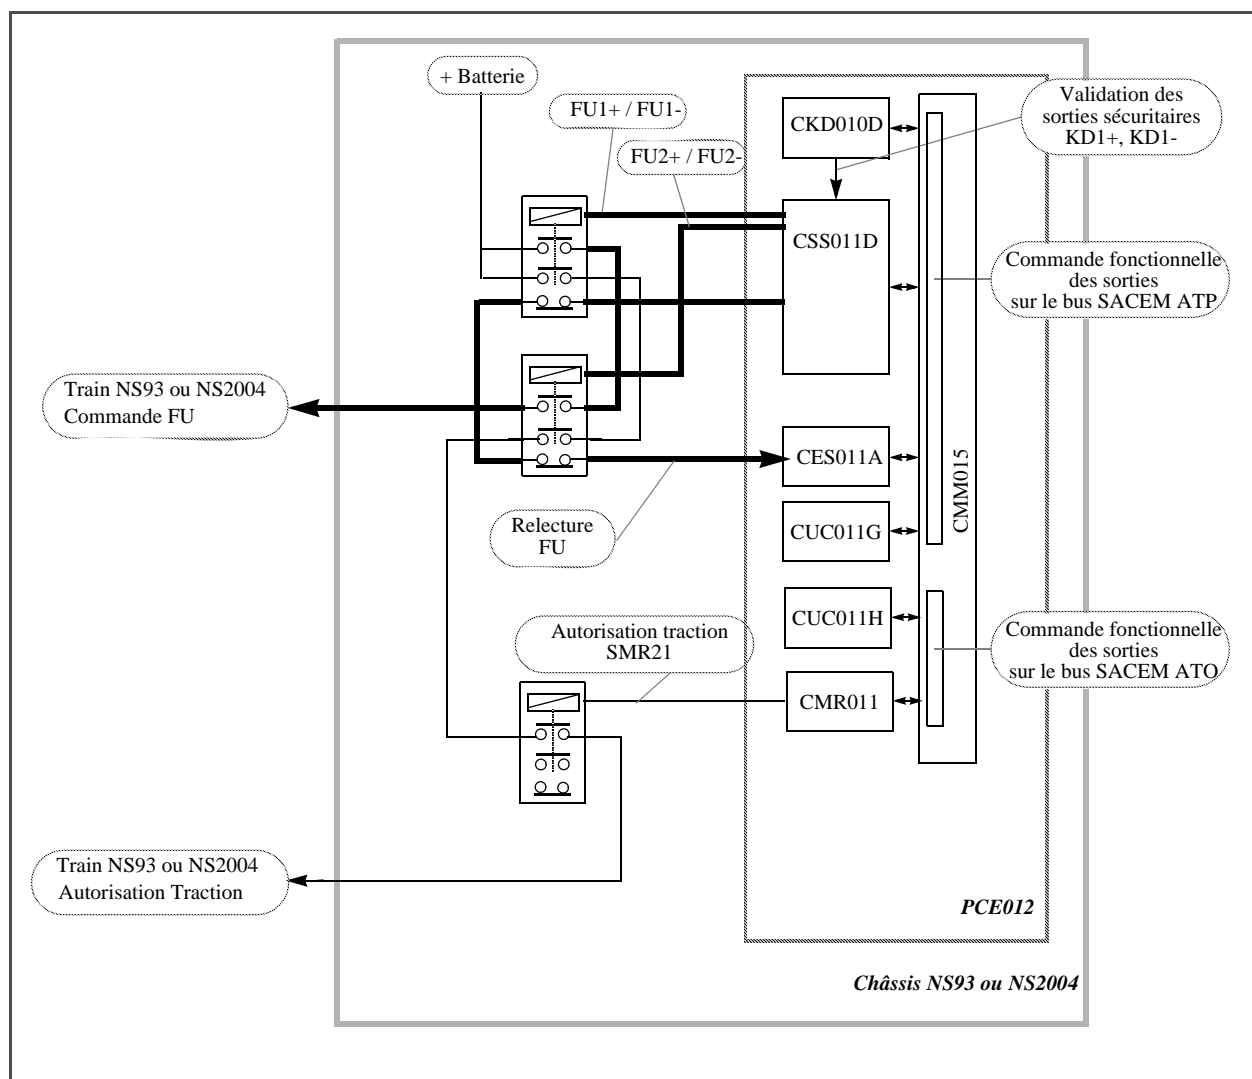 + Batterie
FU1+ / FU1-
FU2+ / FU2-
CKD010D
Validation des
sorties sécuritaires
KD1+, KD1-
CSS011D
Commande fonctionnelle
des sorties
sur le bus SACEM ATP
Train NS93 ou NS2004
Commande FU
CES011A
CMM015
Relecture
FU
CUC011G
CUC011H
Autorisation traction
SMR21
Commande fonctionnelle
des sorties
sur le bus SACEM ATO
CMR011
Train NS93 ou NS2004
Autorisation Traction
PCE012
Châssis NS93 ou NS2004